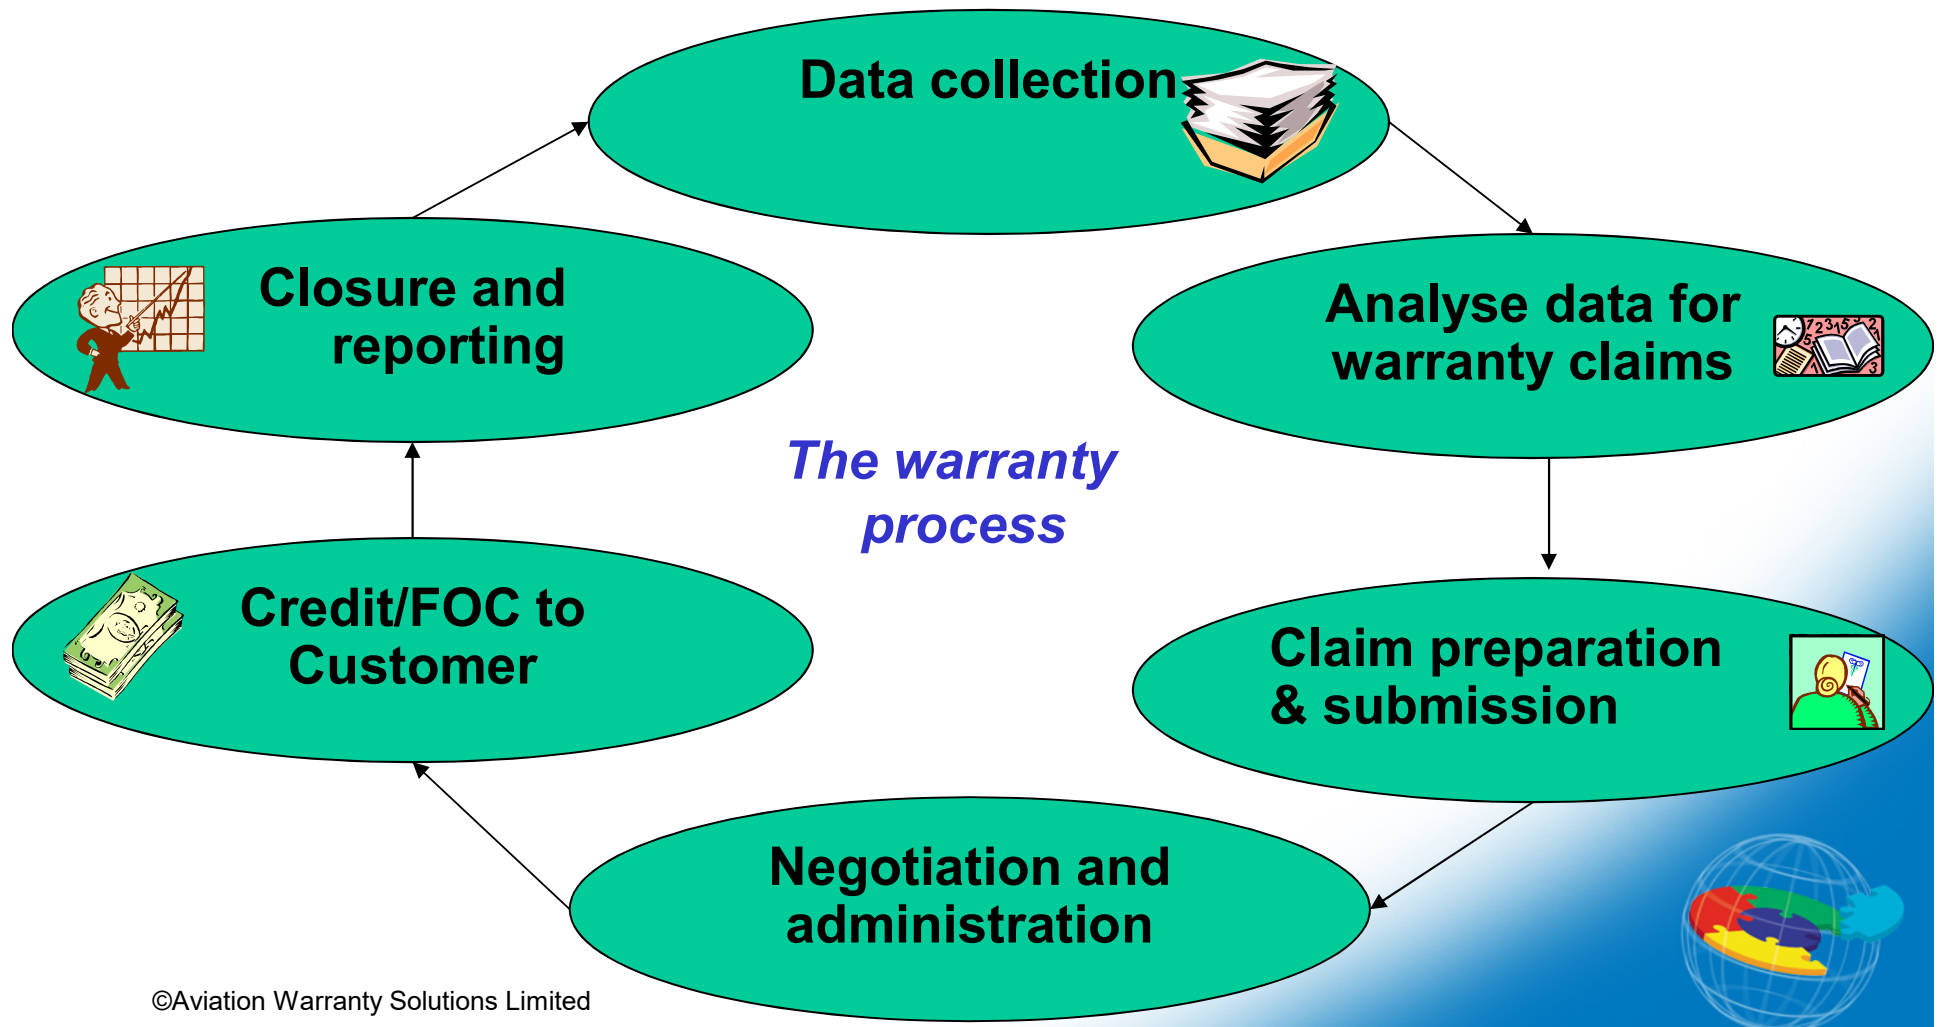 Data collection
Closure and
reporting
Analyse data for
warranty claims
The warranty
process
Credit/FOC to
Customer
Claim preparation
& submission
Negotiation and
administration
©Aviation Warranty Solutions Limited